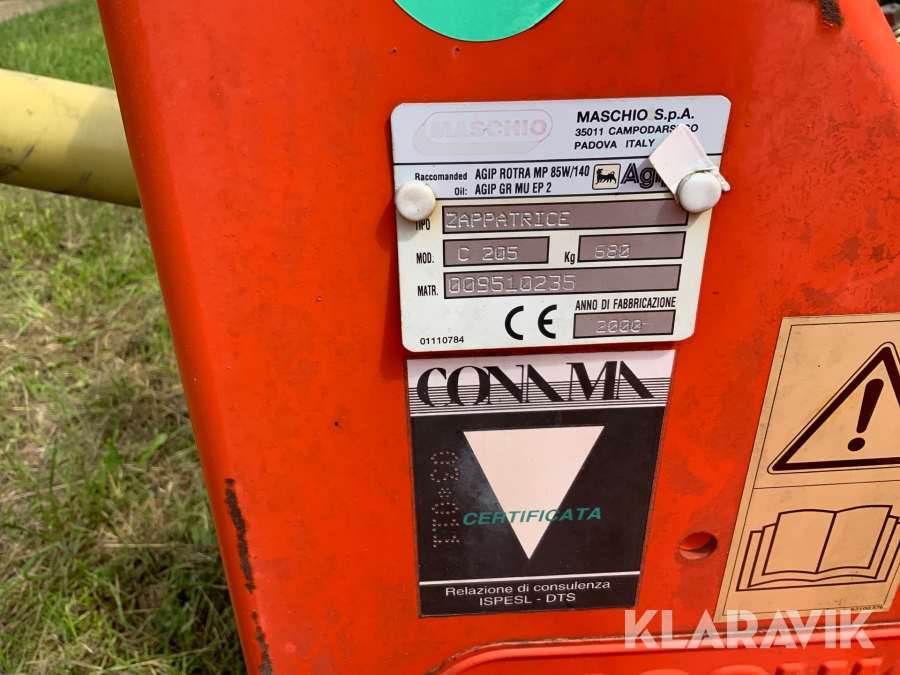 MASCHIO
MASCHIO S.p.A.
35011 CAMPODARSEGO
PADOVA ITALY
Raccomanded AGIP ROTRA MP 85W/140
Oil: AGIP GR MU EP 2
TIPO ZAPPATRICE
MOD. C 205 Kg 680
MATR. 009510235
CE ANNO DI FABBRICAZIONE
2000
01110784
CONAMA
CERTIFICATA
Relazione di consulenza
ISPESL - DTS
KLARAVIK